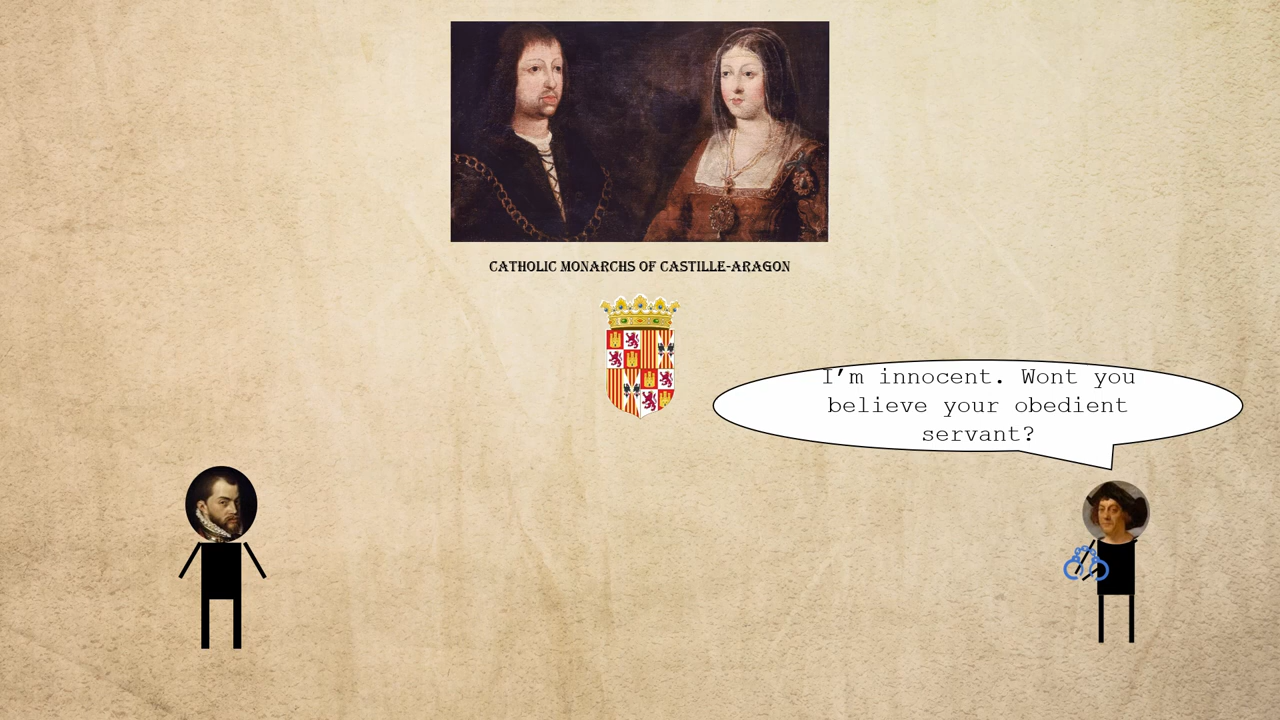 CATHOLIC MONARCHS OF CASTILLE-ARAGON
I'm innocent. Wont you
believe your obedient
servant?